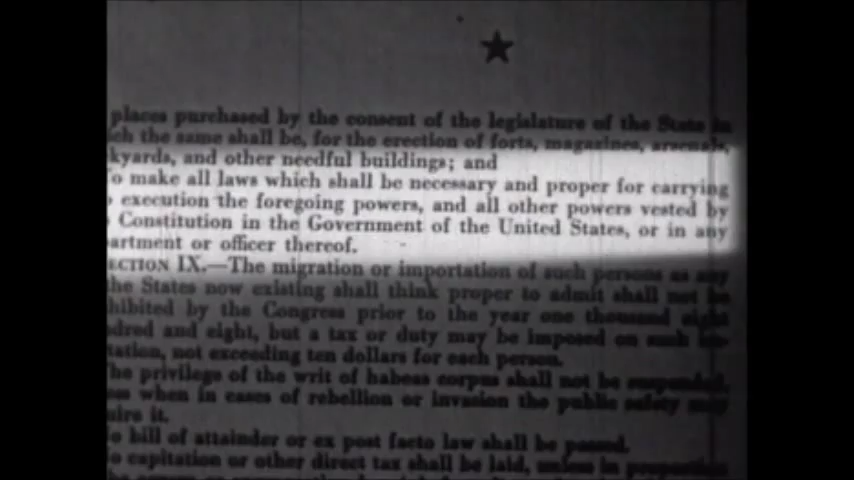 places purchased by the consent of the legislature of the State in
ch the same shall be, for the erection of forts, magazines, arsenals,
kyards, and other needful buildings; and
o make all laws which shall be necessary and proper for carrying
execution the foregoing powers, and all other powers vested by
Constitution in the Government of the United States, or in any
artment or officer thereof.
ECTION IX.—The migration or importation of such persons as any
the States now existing shall think proper to admit shall not be
hibited by the Congress prior to the year one thousand eight
dred and eight, but a tax or duty may be imposed on such im-
tation, not exceeding ten dollars for each person.
he privilege of the writ of habeas corpus shall not be suspended,
ess when in cases of rebellion or invasion the public safety may
uire it.
o bill of attainder or ex post facto law shall be passed.
o capitation or other direct tax shall be laid, unless in proportion